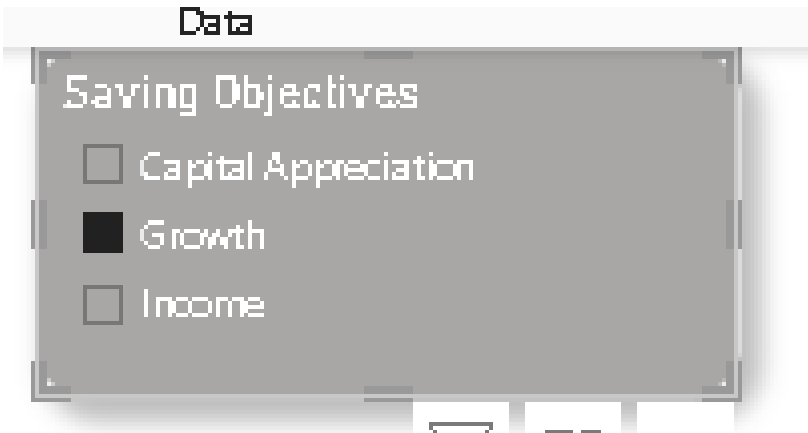 Data
Saving Objectives
Capital Appreciation
Growth
Income